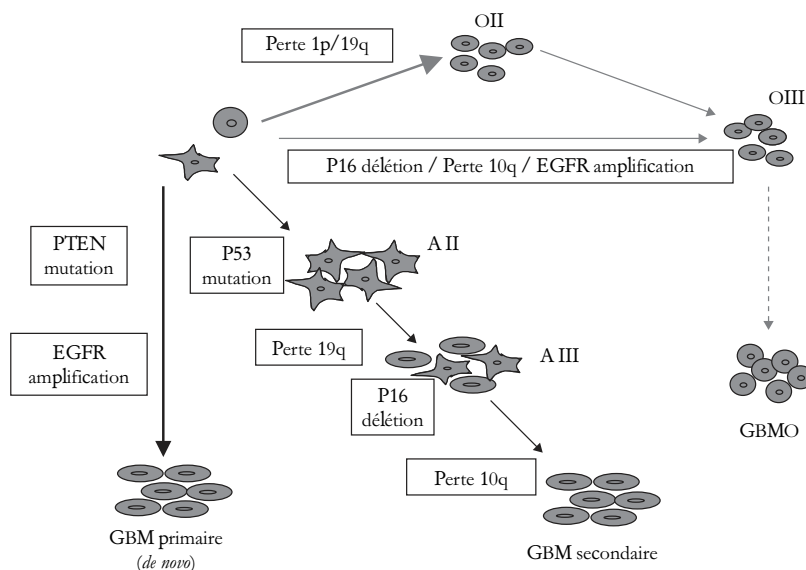 OII
Perte 1p/19q
OIII
P16 délétion / Perte 10q / EGFR amplification
PTEN
mutation
P53
mutation
A II
EGFR
amplification
Perte 19q
A III
P16
délétion
GBMO
Perte 10q
GBM primaire
(de novo)
GBM secondaire